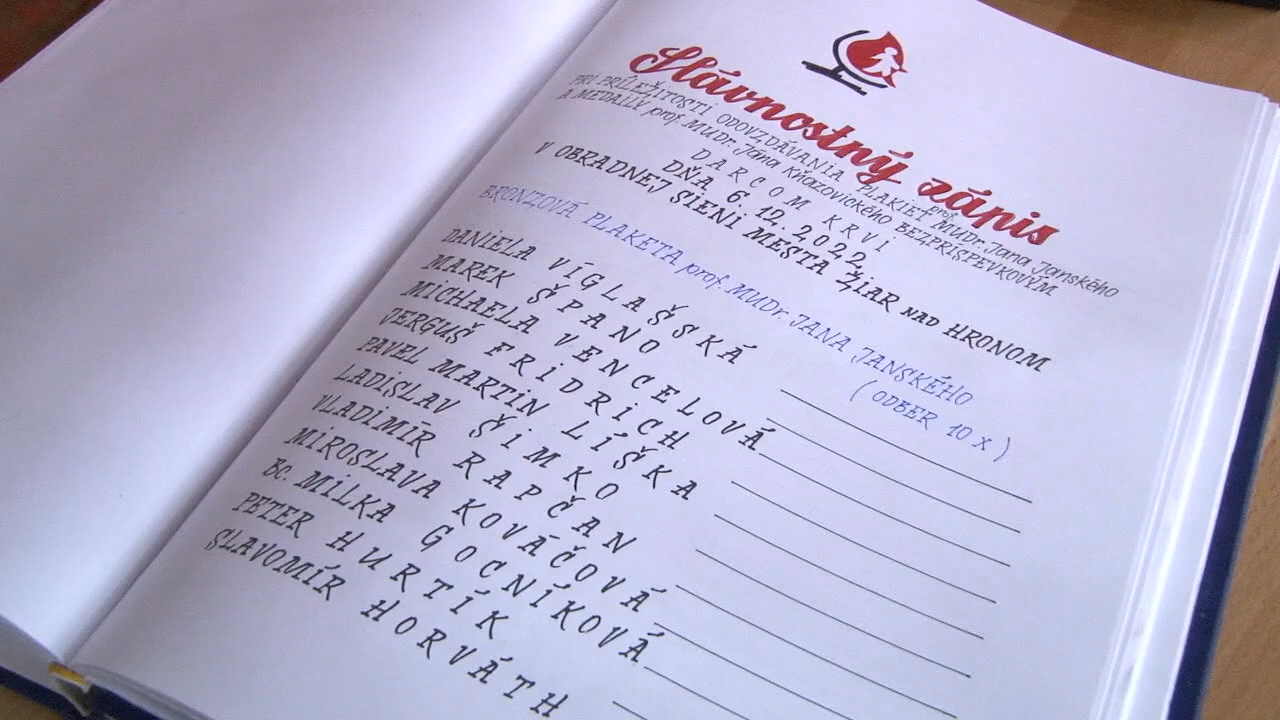 Slávnostný zápis
PRI PRÍLEŽITOSTI ODOVZDÁVANIA PLAKIET prof. MUDr. Jana Janského
A MEDAILY prof. MUDr. Jána Kňazovického BEZPRÍSPEVKOVÝM
DARCOM KRVI
DŇA 6. 12. 2022
V OBRADNEJ SIENI MESTA ŽIAR NAD HRONOM
BRONZOVÁ PLAKETA prof. MUDr. JANA JANSKÉHO
( ODBER 10 x )
DANIELA VÍGLAŠSKÁ
MAREK ŠPANO
MICHAELA VENCELOVÁ
JERGUŠ FRIDRICH
PAVEL MARTIN LÍŠKA
LADISLAV ŠIMKO
VLADIMÍR RAPČAN
MIROSLAVA KOVÁČOVÁ
BC. MILKA GOCNÍKOVÁ
PETER HURTÍK
SLAVOMÍR HORVÁTH